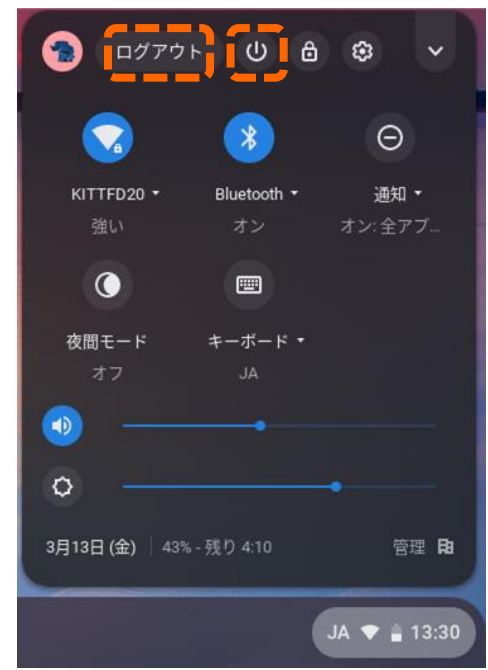 ログアウト
KITTFD20 Bluetooth 通知
強い オン オン: 全アプ...
夜間モード キーボード
オフ JA
3月13日 (金) 43% - 残り 4:10 管理
JA 13:30